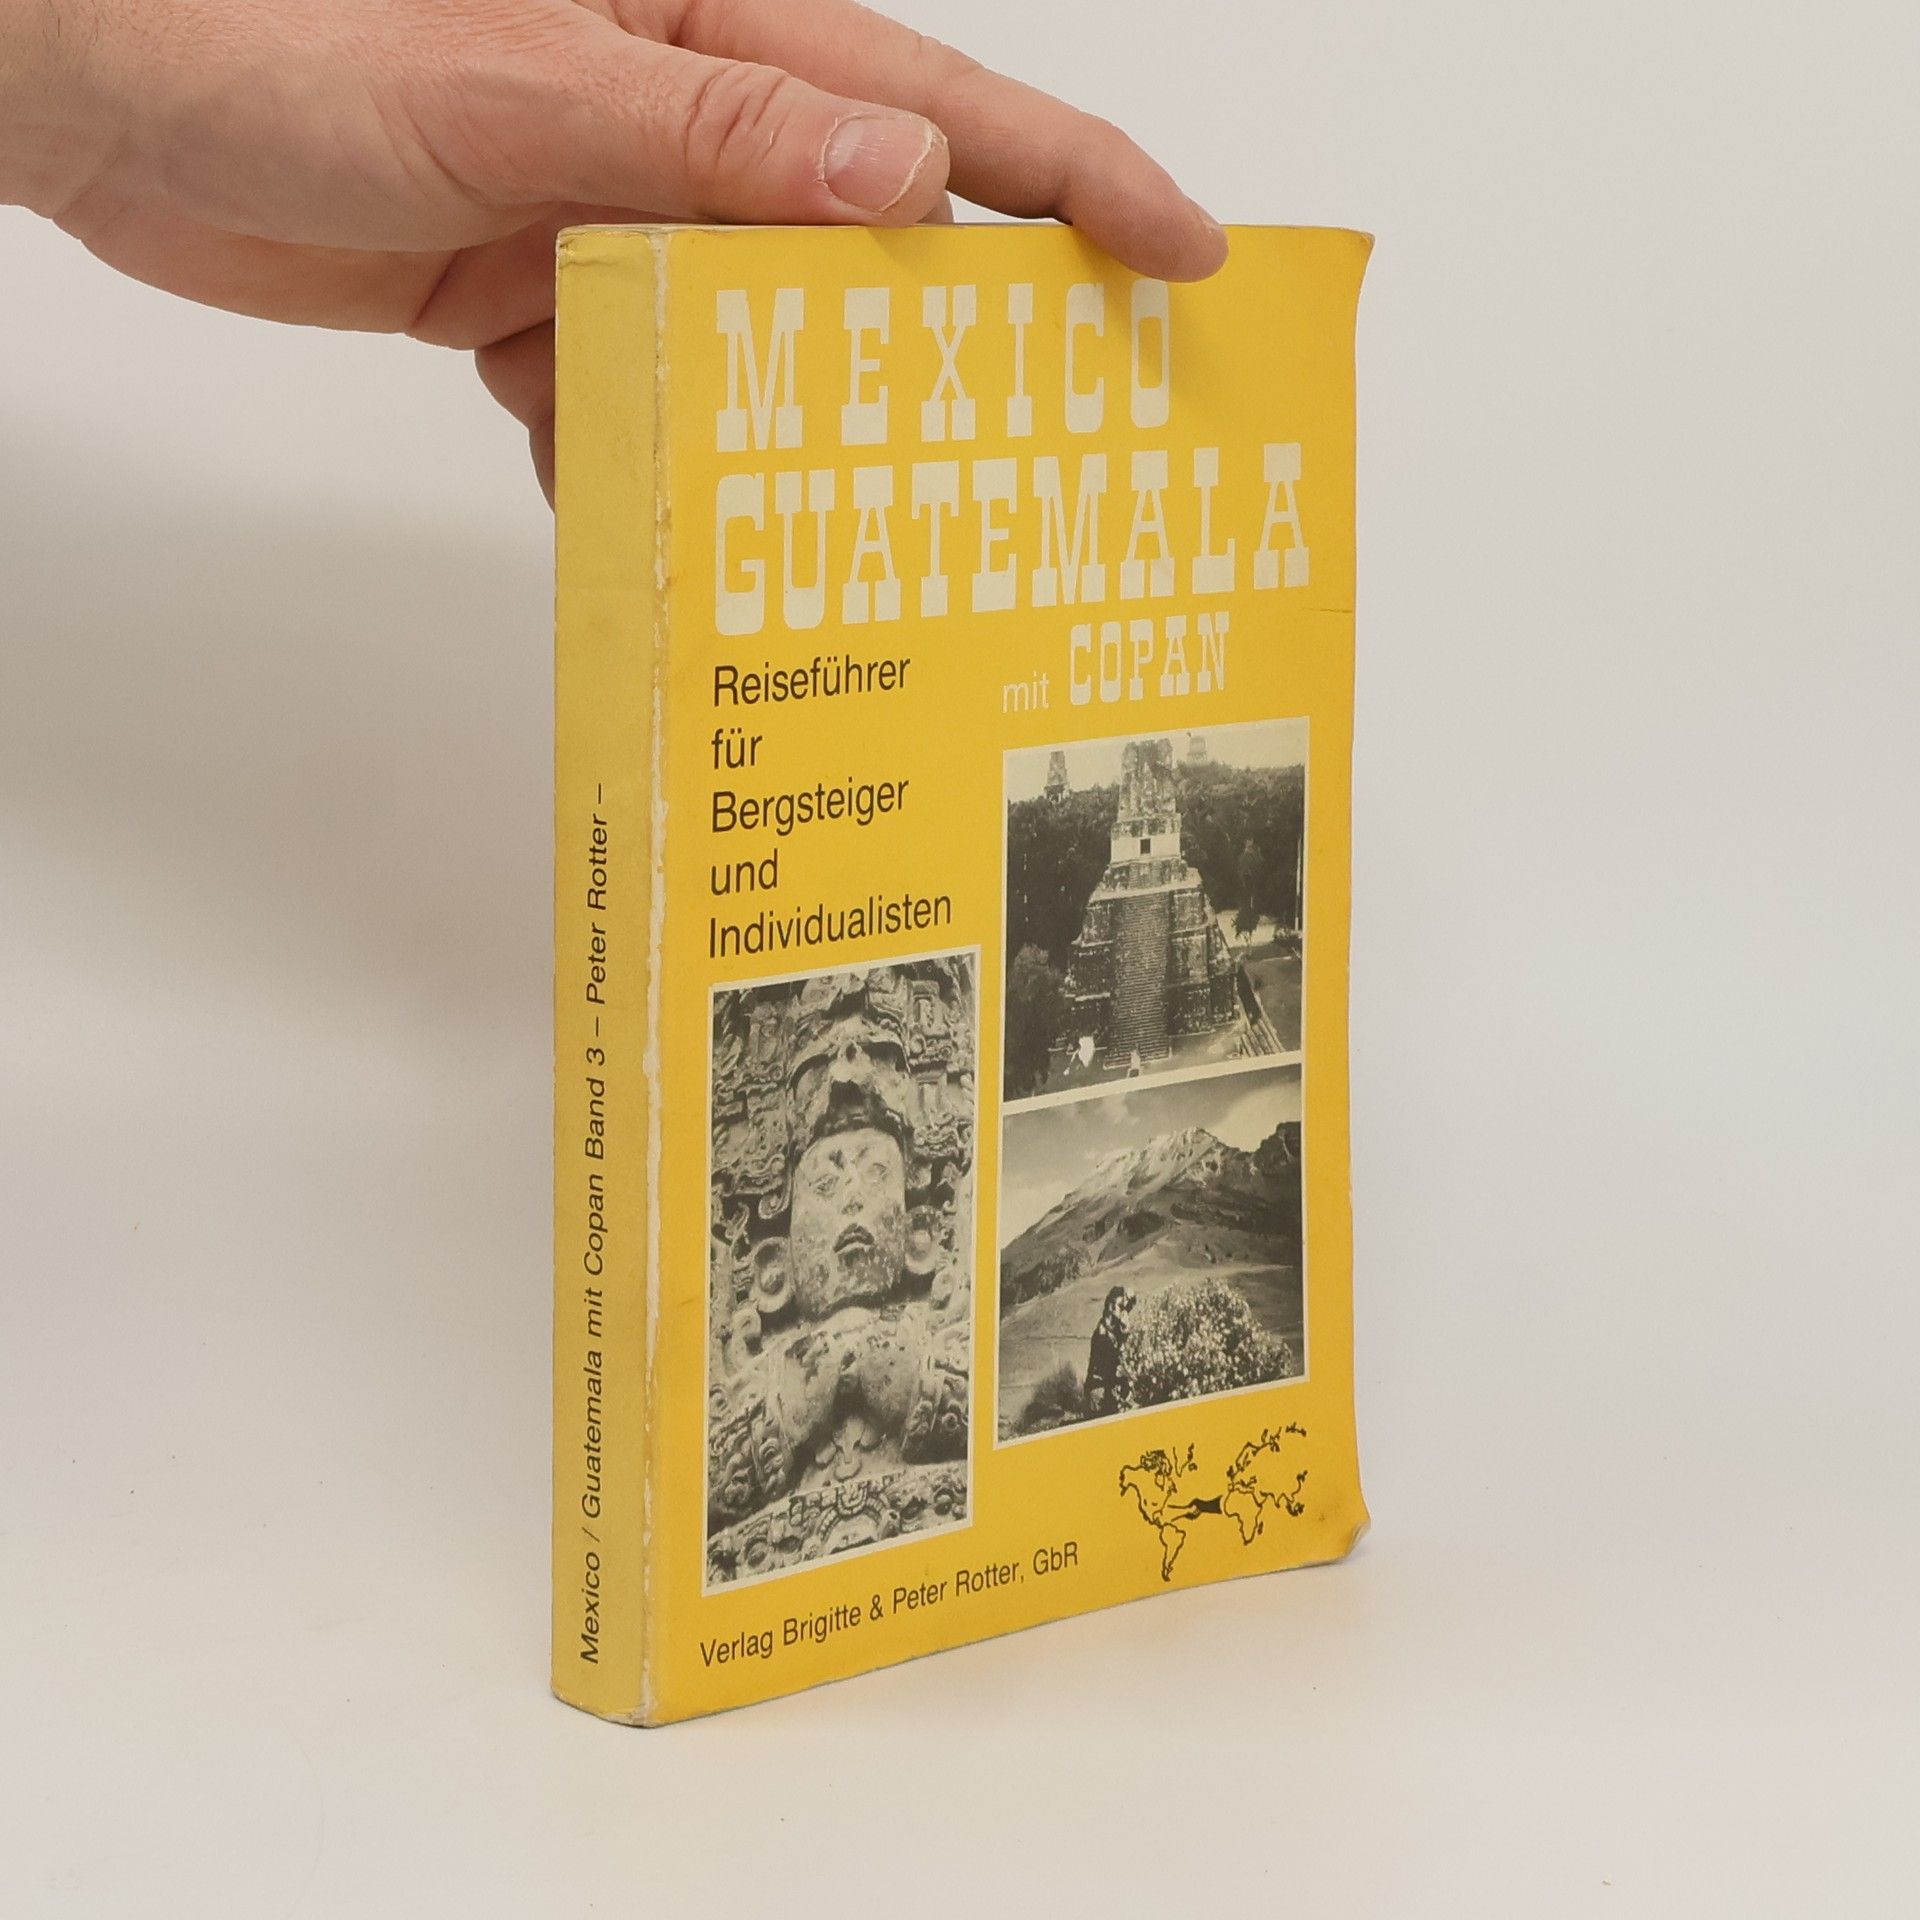 MEXICO
GUATEMALA
mit COPAN
Reiseführer
für
Bergsteiger
und
Individualisten
Verlag Brigitte & Peter Rotter, GbR
Mexico / Guatemala mit Copan Band 3 – Peter Rotter –